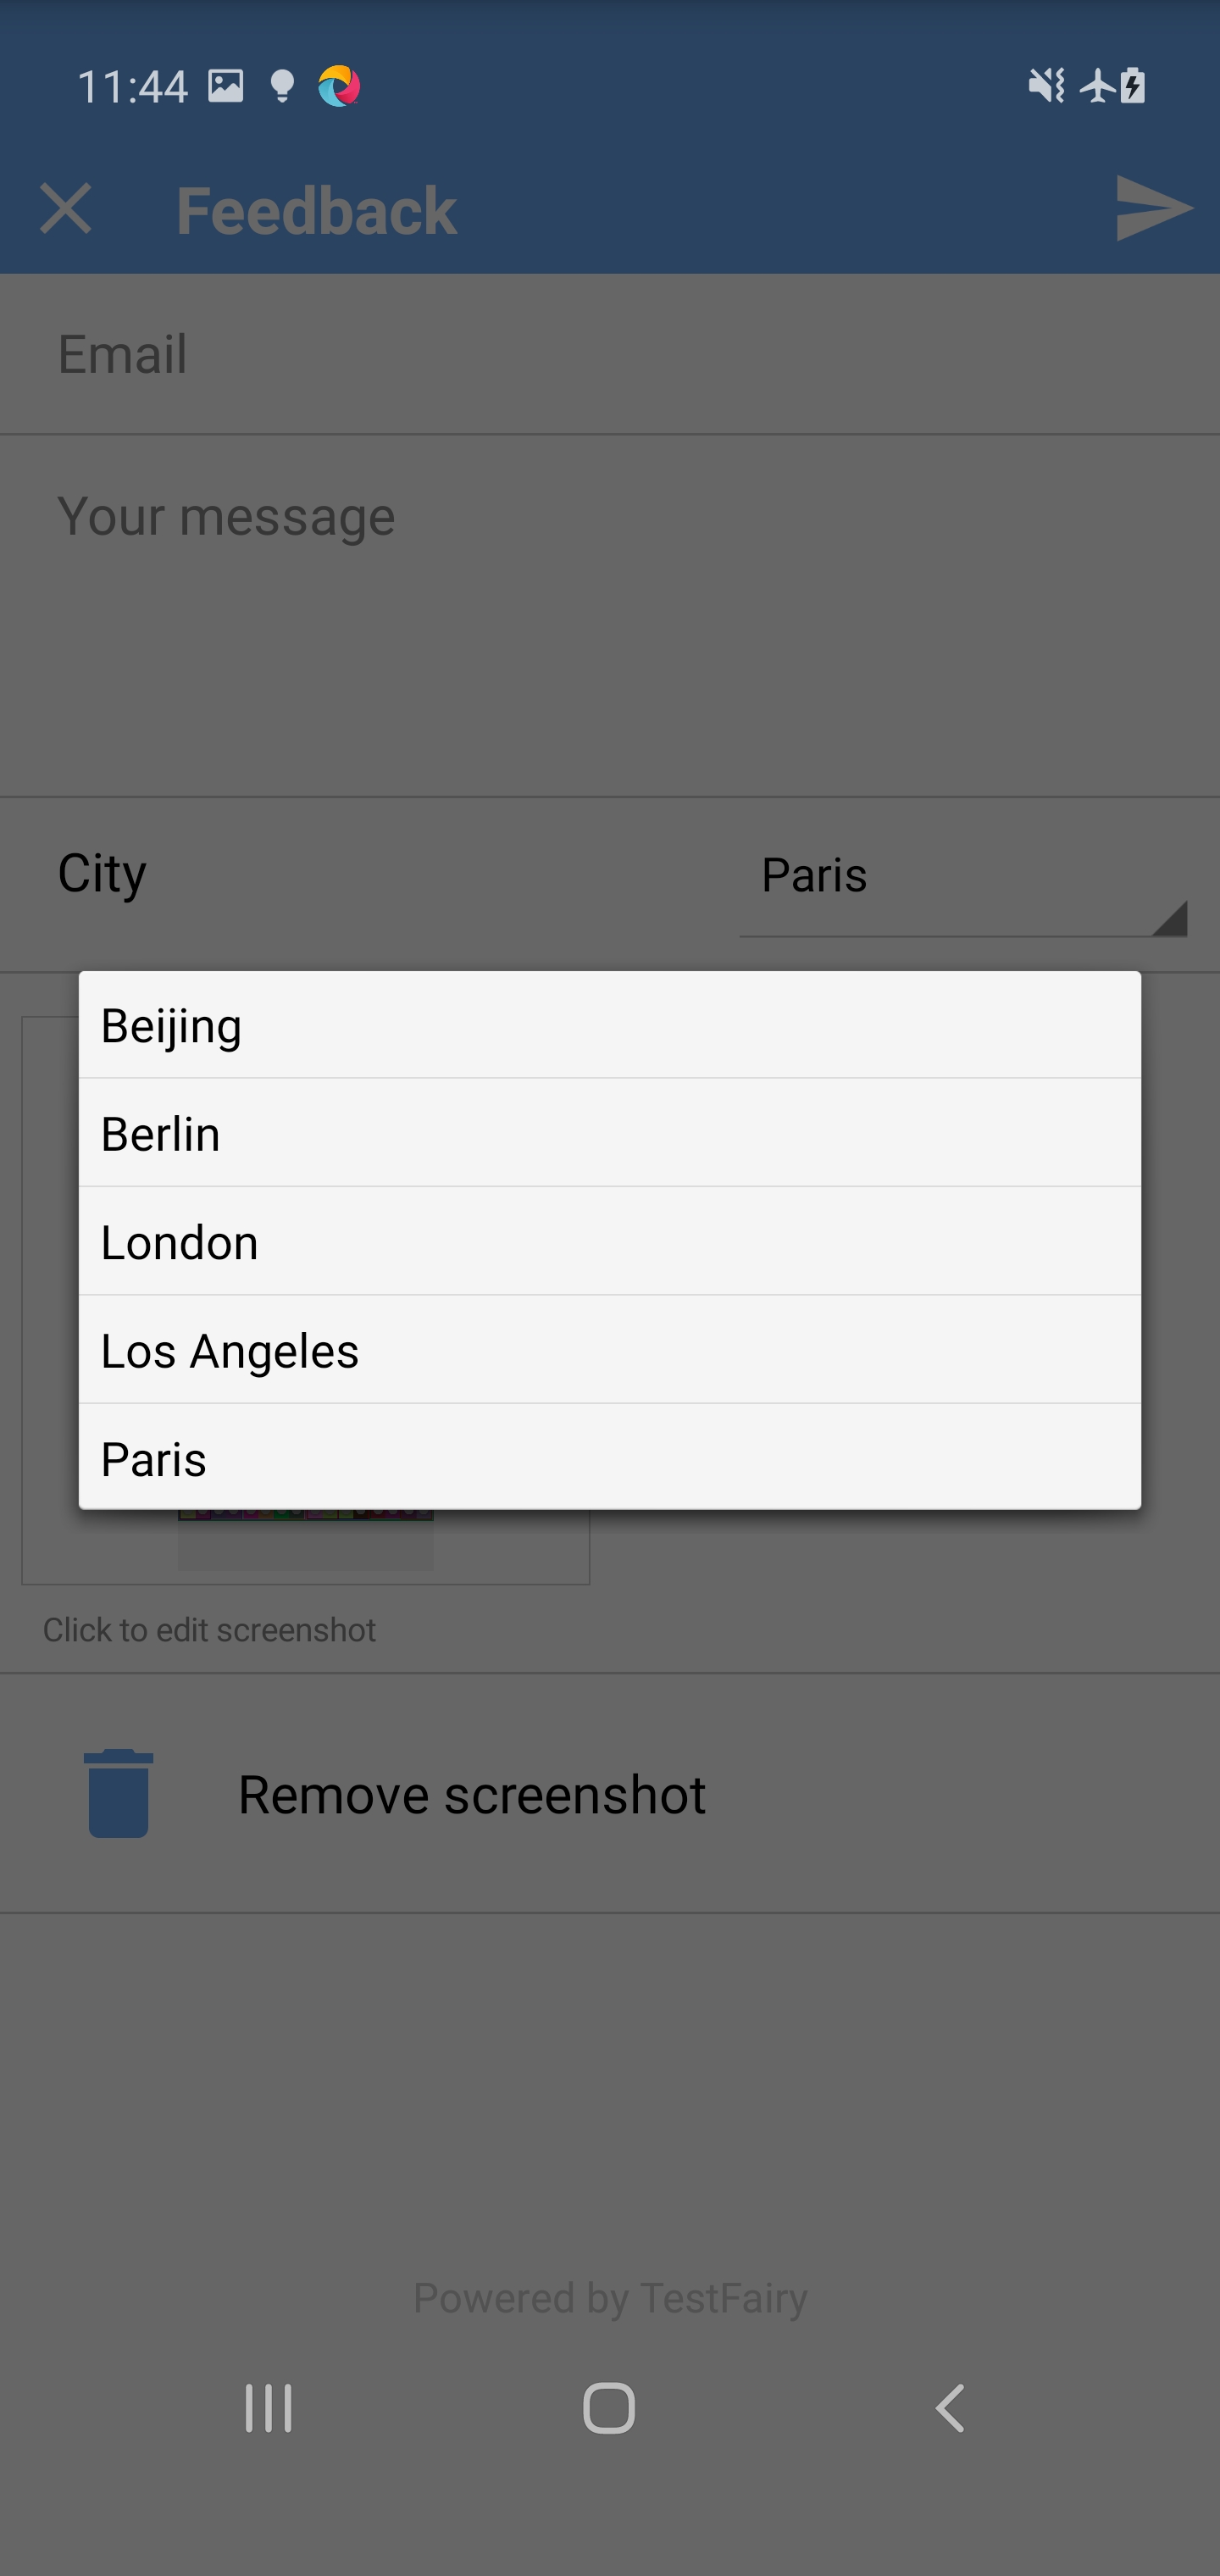 11:44
Feedback
Email
Your message
City
Paris
Beijing
Berlin
London
Los Angeles
Paris
Click to edit screenshot
Remove screenshot
Powered by TestFairy